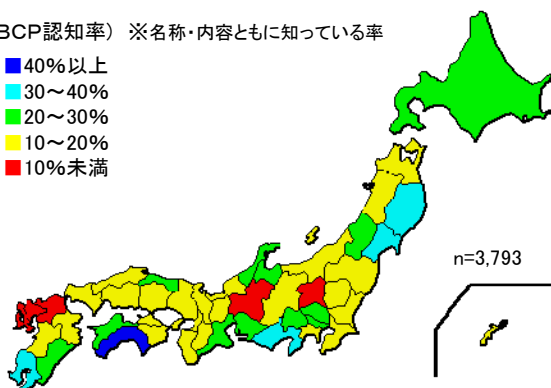 BCP認知率） ※名称・内容ともに知っている率
40%以上
30～40%
20～30%
10～20%
10%未満
n=3,793